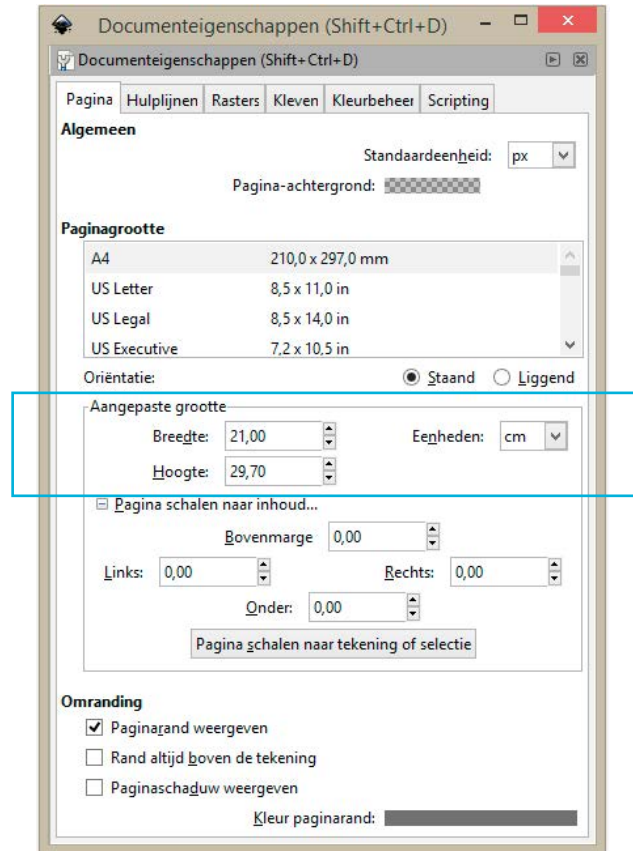 Documenteigenschappen (Shift+Ctrl+D)
Documenteigenschappen (Shift+Ctrl+D)
Pagina Hulplijnen Rasters Kleven Kleurbeheer Scripting
Algemeen
Standaardeenheid: px
Pagina-achtergrond:
Paginagrootte
A4 210,0 x 297,0 mm
US Letter 8,5 x 11,0 in
US Legal 8,5 x 14,0 in
US Executive 7,2 x 10,5 in
Oriëntatie: Staand Liggend
Aangepaste grootte
Breedte: 21,00 Eenheden: cm
Hoogte: 29,70
Pagina schalen naar inhoud...
Bovenmarge 0,00
Links: 0,00 Rechts: 0,00
Onder: 0,00
Pagina schalen naar tekening of selectie
Omranding
Paginarand weergeven
Rand altijd boven de tekening
Paginaschaduw weergeven
Kleur paginarand: